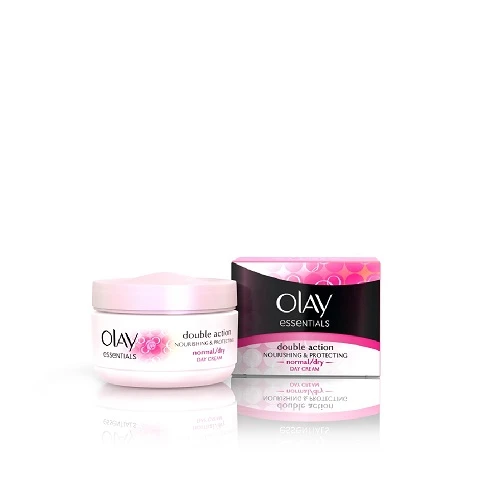 OLAY
ESSENTIALS
double action
NOURISHING & PROTECTING
normal/dry
DAY CREAM
OLAY
ESSENTIALS
double action
NOURISHING & PROTECTING
normal/dry
DAY CREAM